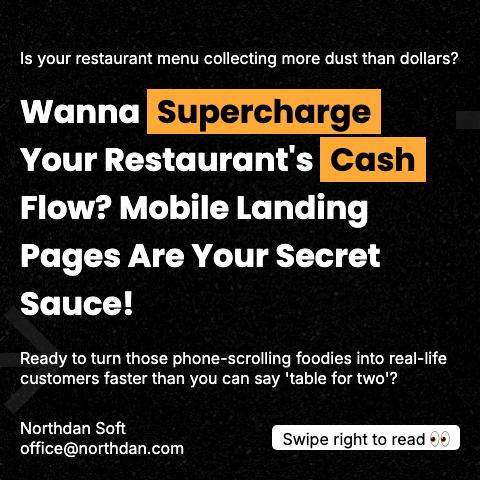 Is your restaurant menu collecting more dust than dollars?
Wanna Supercharge
Your Restaurant's Cash
Flow? Mobile Landing
Pages Are Your Secret
Sauce!
Ready to turn those phone-scrolling foodies into real-life
customers faster than you can say 'table for two'?
Northdan Soft
office@northdan.com
Swipe right to read 👀